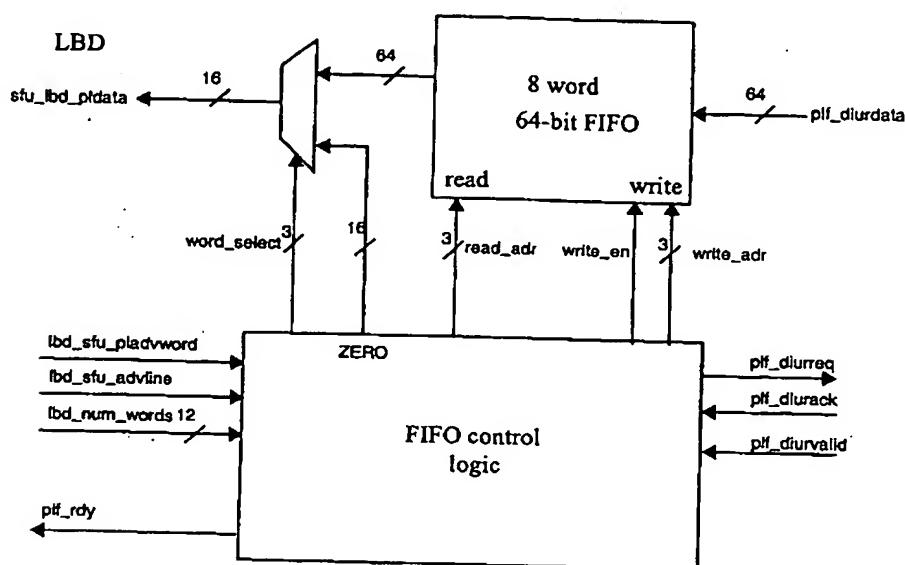 LBD
16
sfu_lbd_plfdata
64
8 word
64-bit FIFO
64
plf_diurdata
read
write
word_select
3
16
3
read_adr
write_en
3
write_adr
lbd_sfu_pladvword
ZERO
lbd_sfu_advline
lbd_num_words 12
plf_rdy
FIFO control
logic
plf_diurreq
plf_diurack
plf_diurvalid